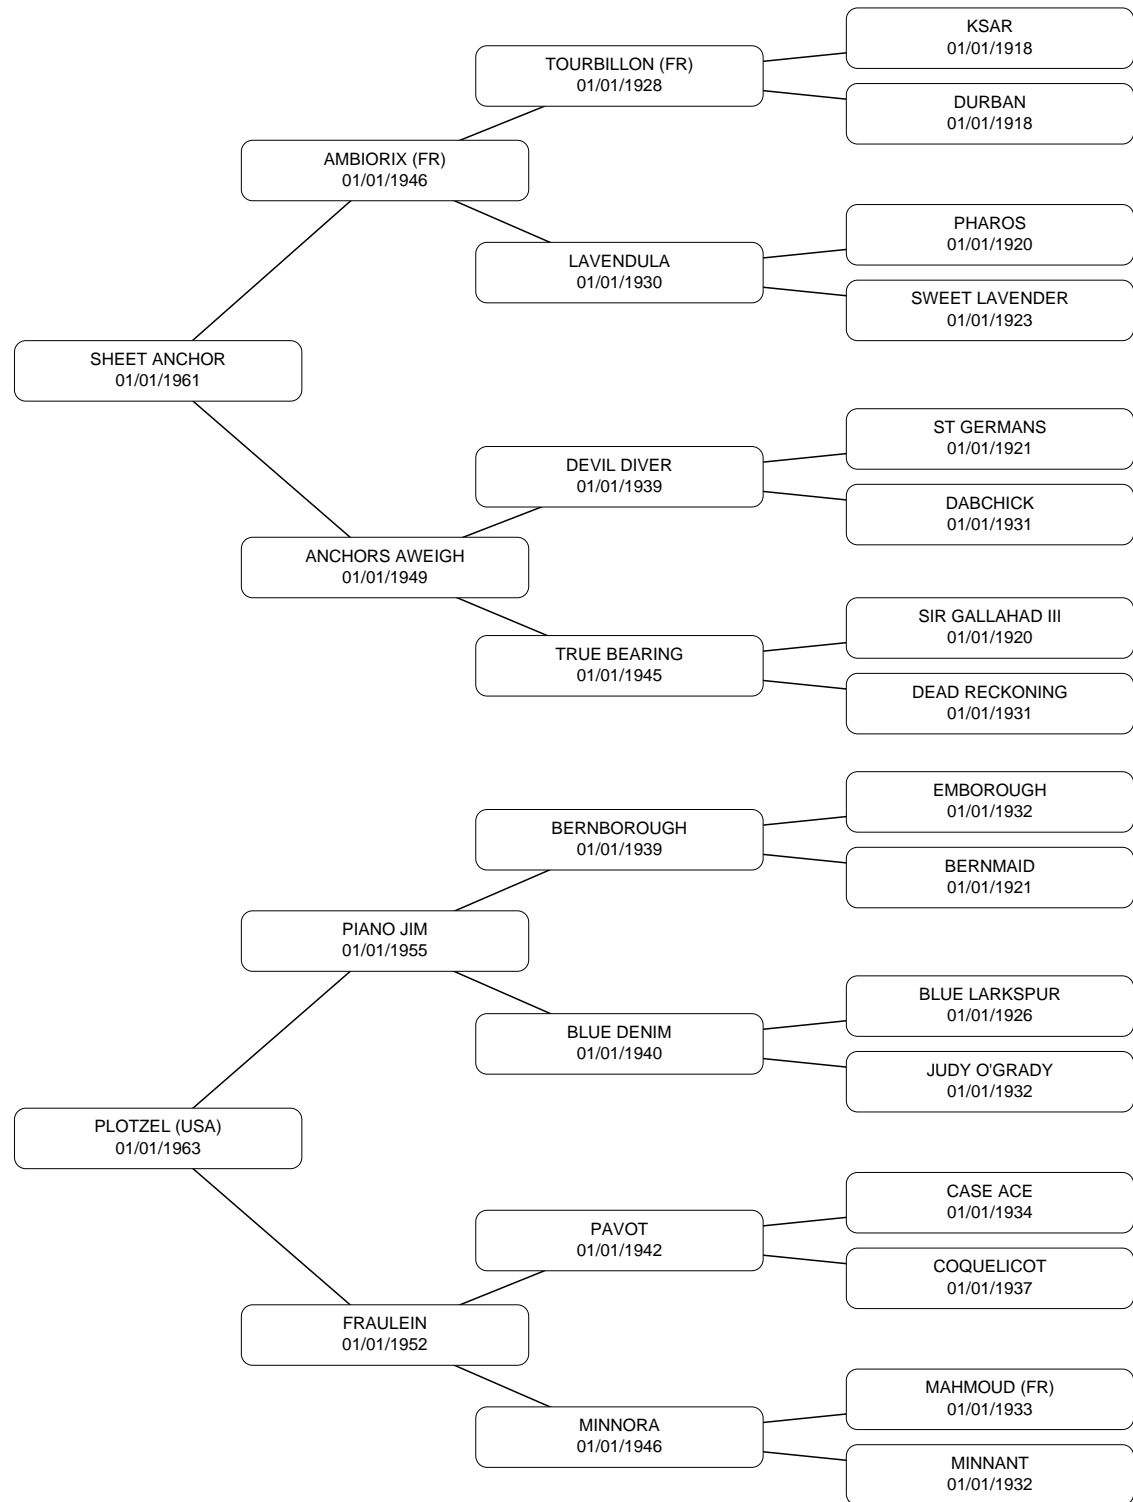 KSAR
01/01/1918
TOURBILLON (FR)
01/01/1928
DURBAN
01/01/1918
AMBIORIX (FR)
01/01/1946
PHAROS
01/01/1920
LAVENDULA
01/01/1930
SWEET LAVENDER
01/01/1923
SHEET ANCHOR
01/01/1961
ST GERMANS
01/01/1921
DEVIL DIVER
01/01/1939
DABCHICK
01/01/1931
ANCHORS AWEIGH
01/01/1949
SIR GALLAHAD III
01/01/1920
TRUE BEARING
01/01/1945
DEAD RECKONING
01/01/1931
EMBOROUGH
01/01/1932
BERNBOROUGH
01/01/1939
BERNMAID
01/01/1921
PIANO JIM
01/01/1955
BLUE LARKSPUR
01/01/1926
BLUE DENIM
01/01/1940
JUDY O'GRADY
01/01/1932
PLOTZEL (USA)
01/01/1963
CASE ACE
01/01/1934
PAVOT
01/01/1942
COQUELICOT
01/01/1937
FRAULEIN
01/01/1952
MAHMOUD (FR)
01/01/1933
MINNORA
01/01/1946
MINNANT
01/01/1932